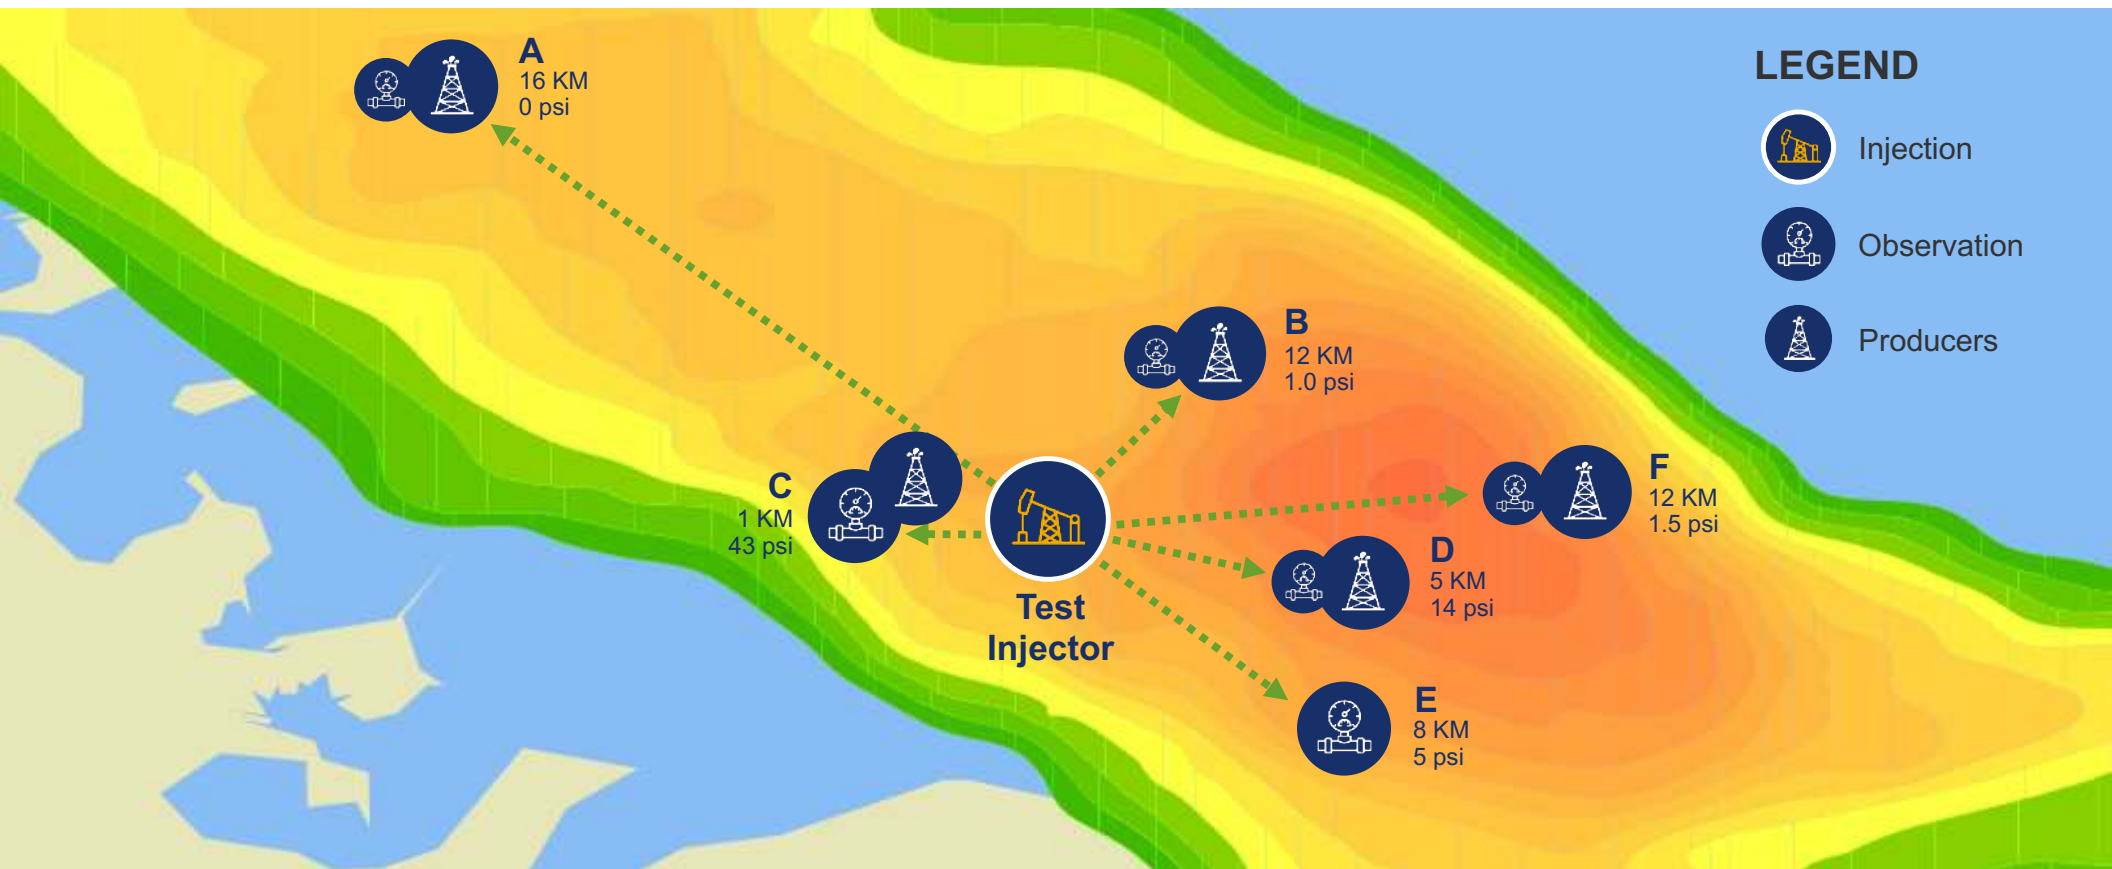 A
16 KM
0 psi
LEGEND
Injection
Observation
Producers
B
12 KM
1.0 psi
C
1 KM
43 psi
F
12 KM
1.5 psi
D
5 KM
14 psi
Test
Injector
E
8 KM
5 psi